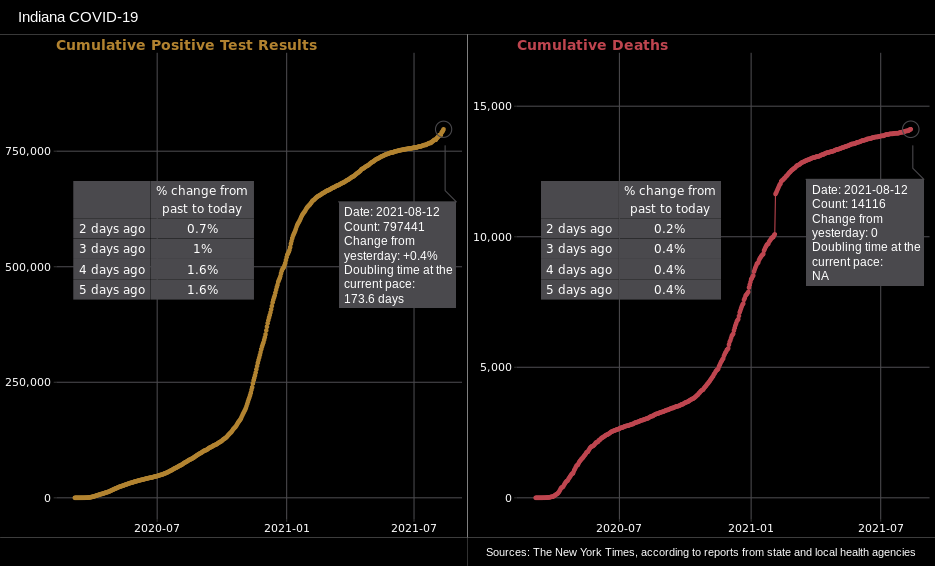 Indiana COVID-19
Cumulative Positive Test Results
750,000
500,000
250,000
0
2020-07
2021-01
2021-07
% change from
past to today
2 days ago 0.7%
3 days ago 1%
4 days ago 1.6%
5 days ago 1.6%
Date: 2021-08-12
Count: 797441
Change from
yesterday: +0.4%
Doubling time at the
current pace:
173.6 days
Cumulative Deaths
15,000
10,000
5,000
0
2020-07
2021-01
2021-07
% change from
past to today
2 days ago 0.2%
3 days ago 0.4%
4 days ago 0.4%
5 days ago 0.4%
Date: 2021-08-12
Count: 14116
Change from
yesterday: 0
Doubling time at the
current pace:
NA
Sources: The New York Times, according to reports from state and local health agencies